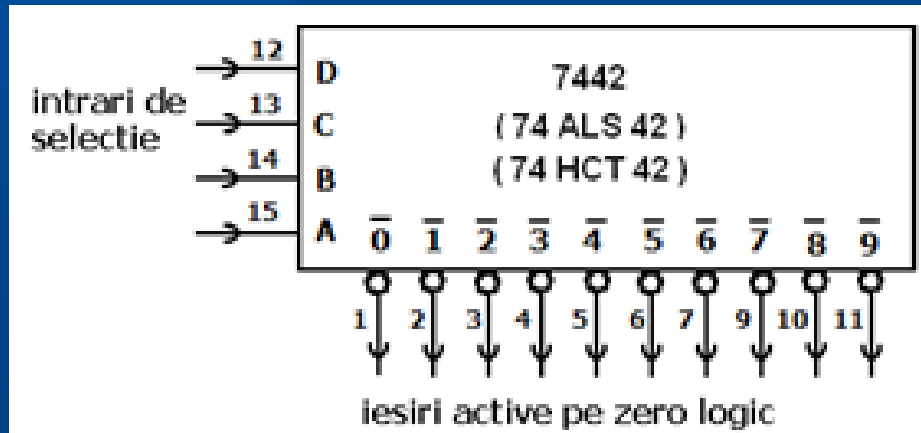 12
D
7442
intrari de
13
selectie
C
( 74 ALS 42 )
14
B
( 74 HCT 42 )
15
A
0̅ 1̅ 2̅ 3̅ 4̅ 5̅ 6̅ 7̅ 8̅ 9̅
1 2 3 4 5 6 7 9 10 11
iesiri active pe zero logic